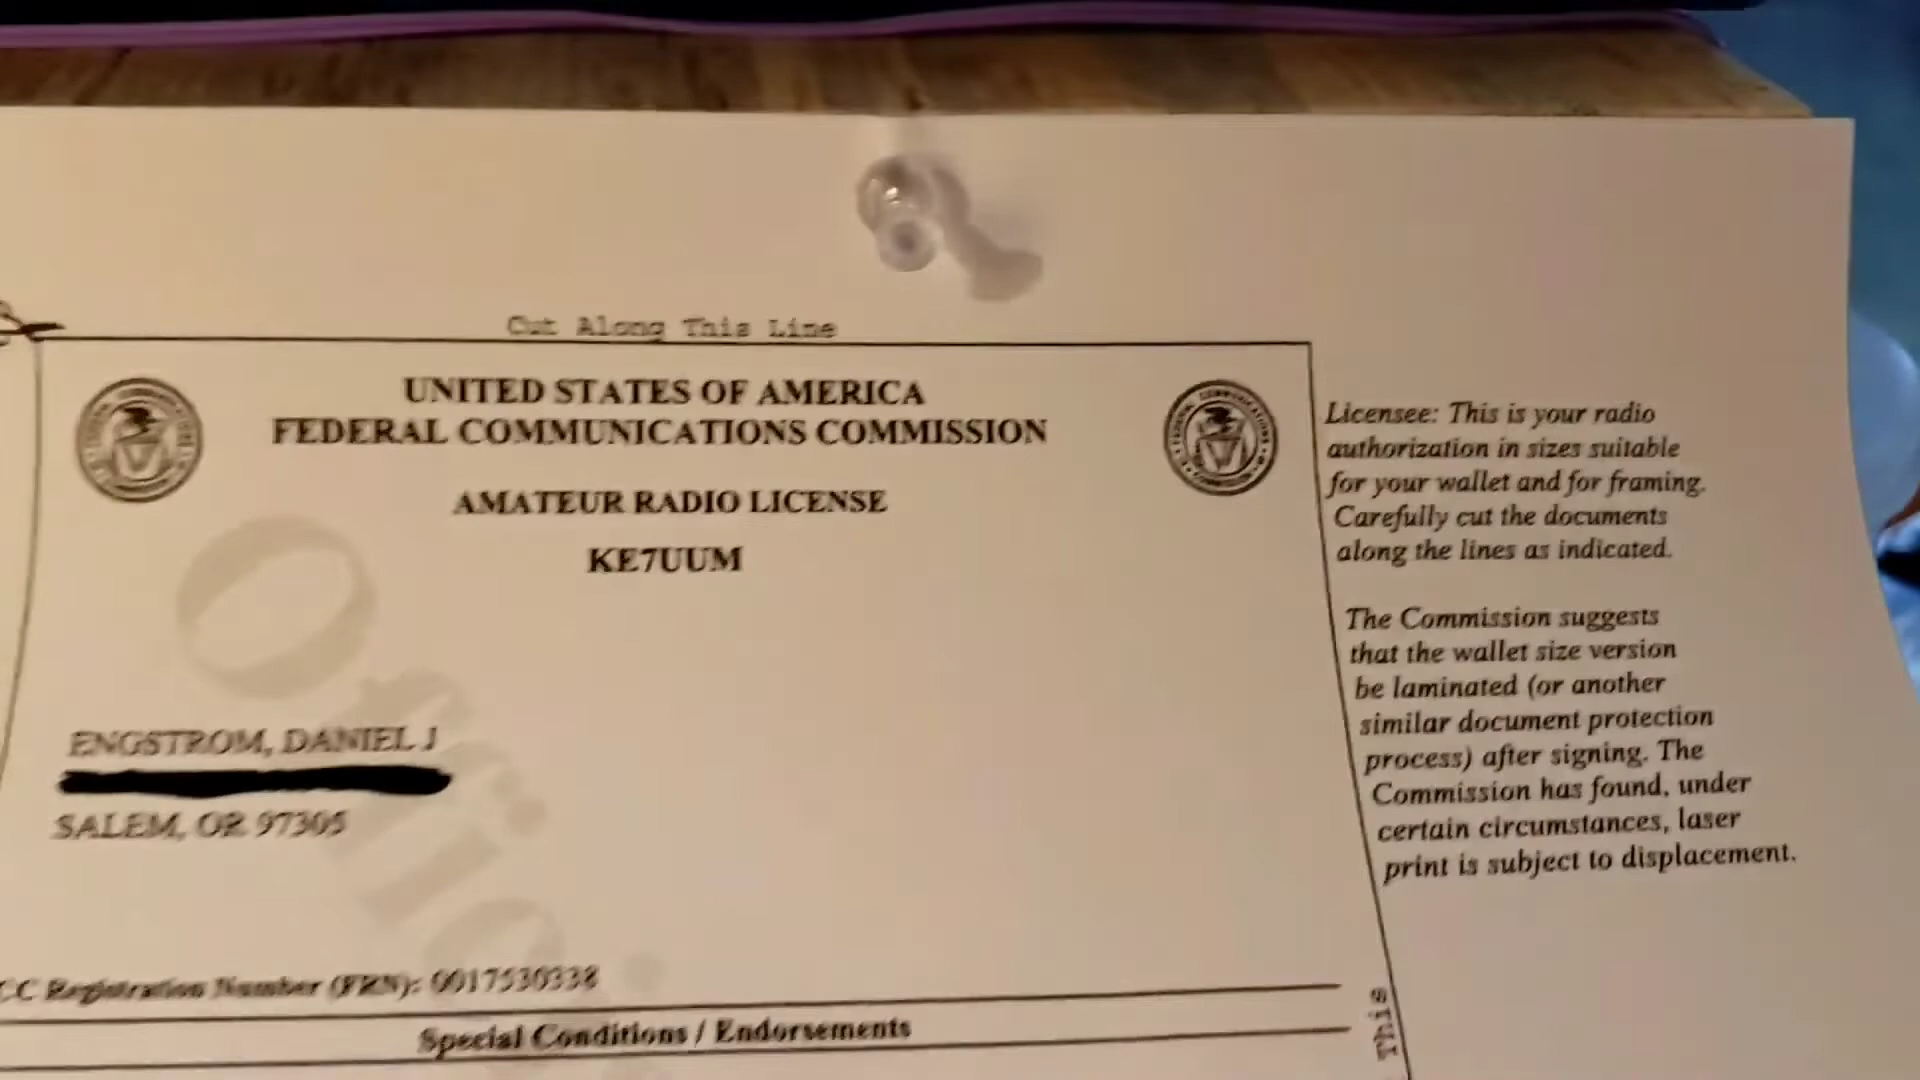 Cut Along This Line
UNITED STATES OF AMERICA
FEDERAL COMMUNICATIONS COMMISSION
AMATEUR RADIO LICENSE
KE7UUM
ENGSTROM, DANIEL J
SALEM, OR 97305
CC Registration Number (FRN): 0017530338
Special Conditions / Endorsements
Licensee: This is your radio
authorization in sizes suitable
for your wallet and for framing.
Carefully cut the documents
along the lines as indicated.
The Commission suggests
that the wallet size version
be laminated (or another
similar document protection
process) after signing. The
Commission has found, under
certain circumstances, laser
print is subject to displacement.
This
Offici